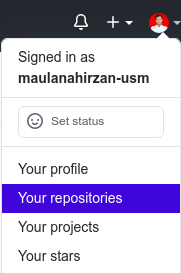 Signed in as
maulanahirzan-usm
Set status
Your profile
Your repositories
Your projects
Your stars